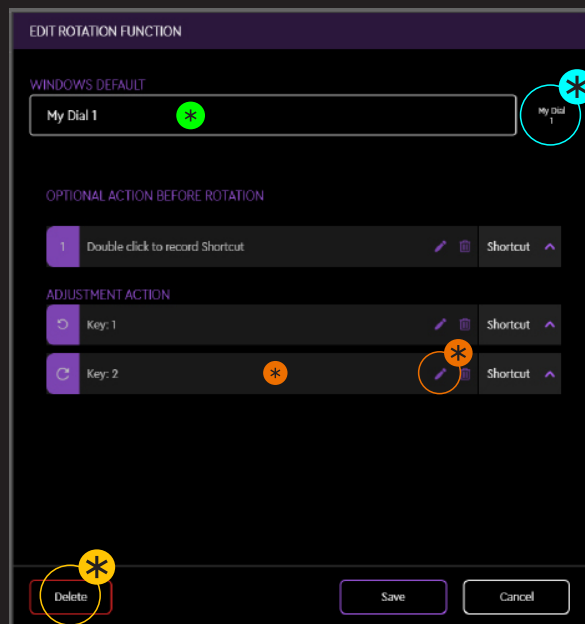 EDIT ROTATION FUNCTION
WINDOWS DEFAULT
My Dial 1
My Dial
1
OPTIONAL ACTION BEFORE ROTATION
1 Double click to record Shortcut Shortcut
ADJUSTMENT ACTION
Key: 1 Shortcut
Key: 2 Shortcut
Delete Save Cancel